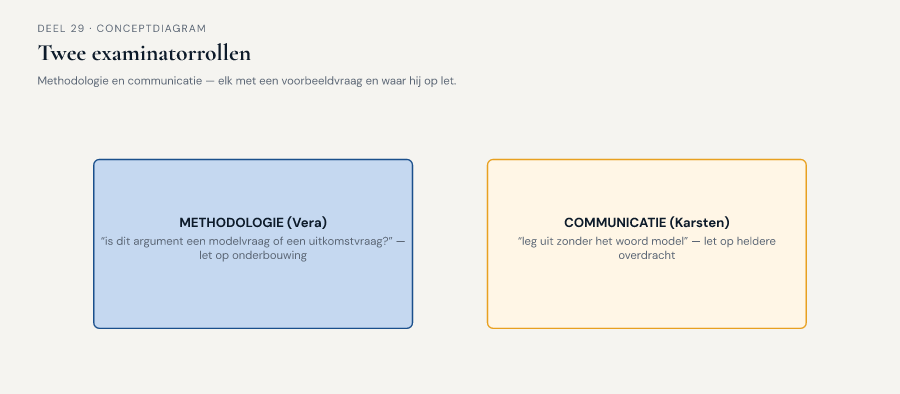 DEEL 29 · CONCEPTDIAGRAM
Twee examinatorrollen
Methodologie en communicatie — elk met een voorbeeldvraag en waar hij op let.
METHODOLOGIE (Vera)
“is dit argument een modelvraag of een uitkomstvraag?” —
let op onderbouwing
COMMUNICATIE (Karsten)
“leg uit zonder het woord model” — let op heldere
overdracht